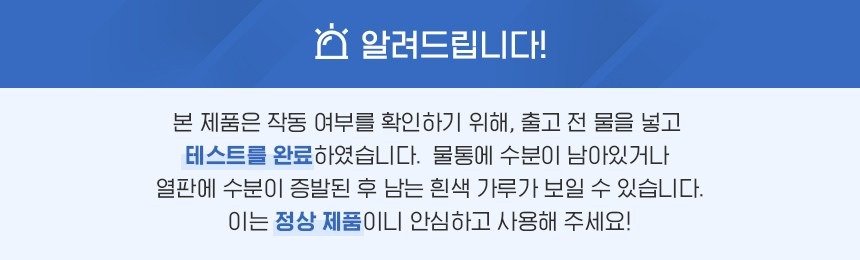 알려드립니다!
본 제품은 작동 여부를 확인하기 위해, 출고 전 물을 넣고
테스트를 완료하였습니다. 물통에 수분이 남아있거나
열판에 수분이 증발된 후 남는 흰색 가루가 보일 수 있습니다.
이는 정상 제품이니 안심하고 사용해 주세요!